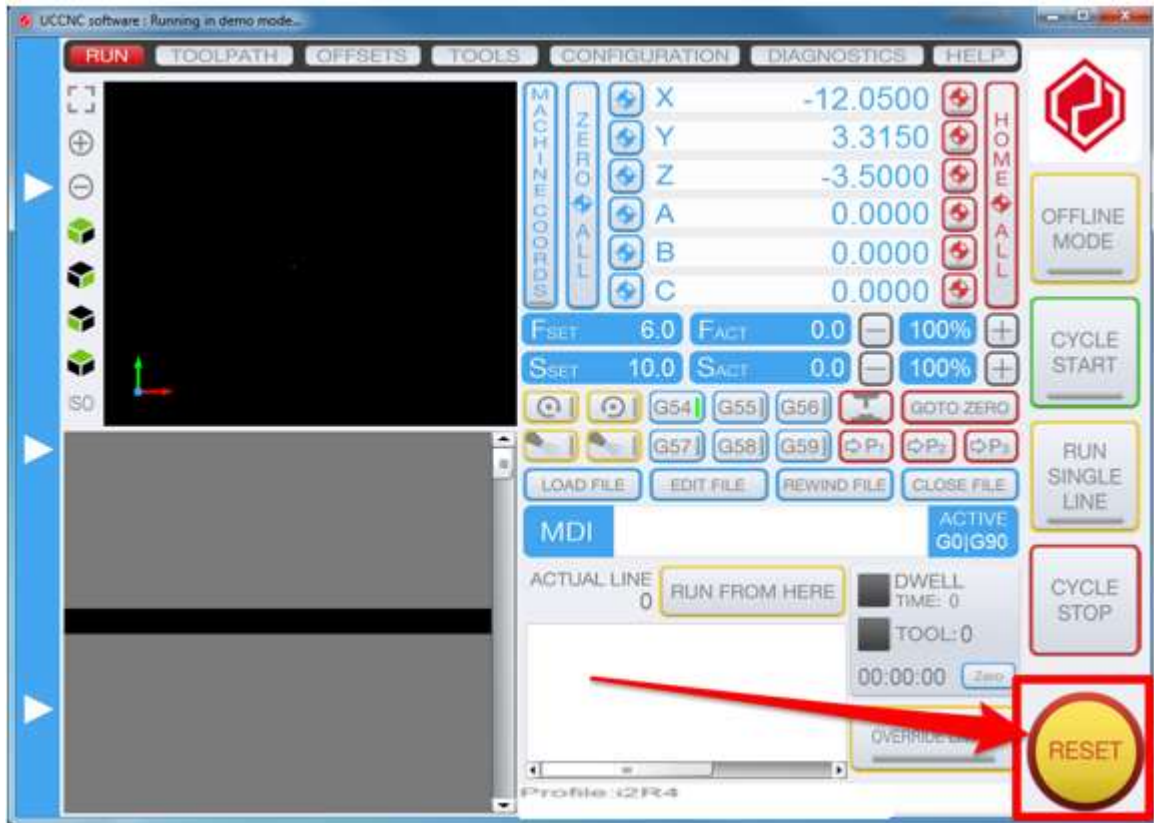 UCCNC software : Running in demo mode...
RUN TOOLPATH OFFSETS TOOLS CONFIGURATION DIAGNOSTICS HELP
MACHINE COORDS
ZERO ALL
X -12.0500
Y 3.3150
Z -3.5000
A 0.0000
B 0.0000
C 0.0000
HOME ALL
FSET 6.0 FACT 0.0 100%
SSET 10.0 SACT 0.0 100%
G54 G55 G56 GOTO ZERO
G57 G58 G59 P1 P2 P3
LOAD FILE EDIT FILE REWIND FILE CLOSE FILE
MDI
ACTIVE
G0|G90
ACTUAL LINE
0
RUN FROM HERE
DWELL
TIME: 0
TOOL:0
00:00:00 Zero
OVERRIDE
Profile:i2R4
OFFLINE
MODE
CYCLE
START
RUN
SINGLE
LINE
CYCLE
STOP
RESET